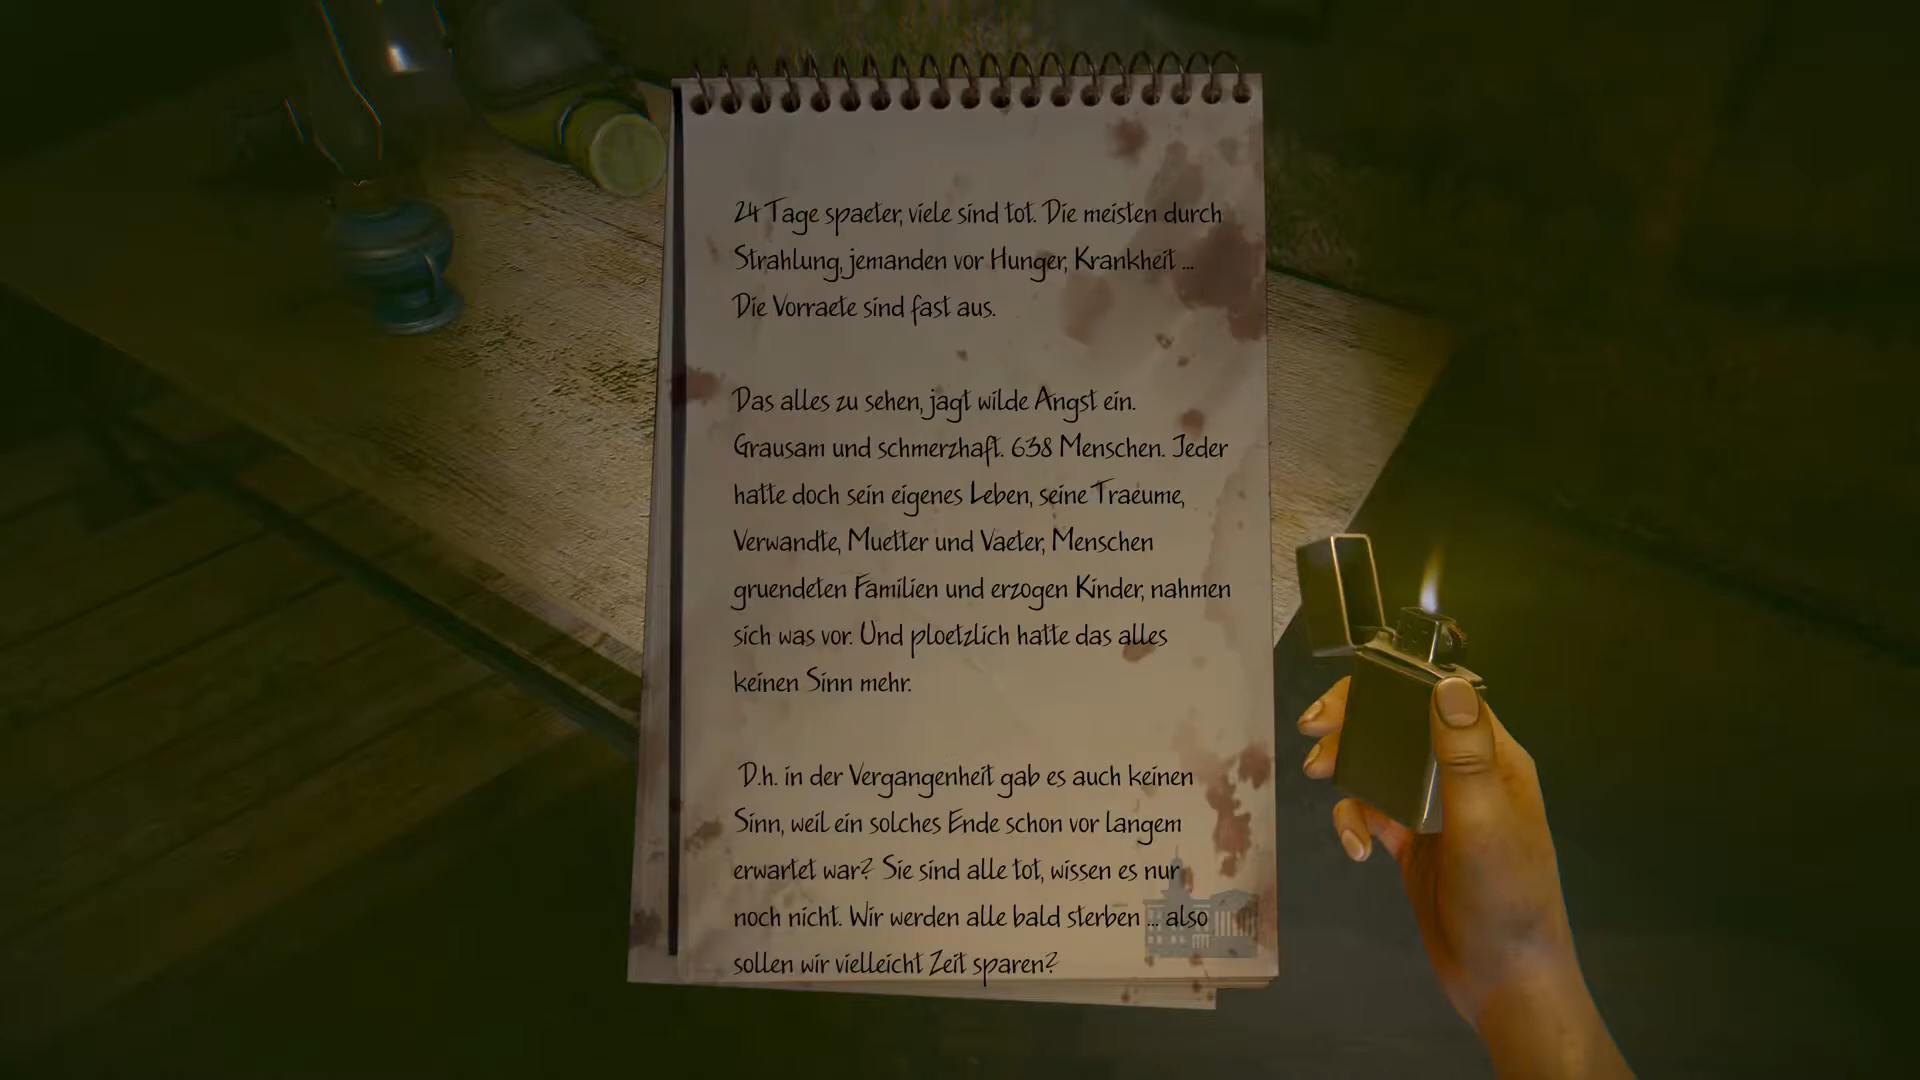 24 Tage spaeter, viele sind tot. Die meisten durch
Strahlung, jemanden vor Hunger, Krankheit ...
Die Vorraete sind fast aus.
Das alles zu sehen, jagt wilde Angst ein.
Grausam und schmerzhaft. 638 Menschen. Jeder
hatte doch sein eigenes Leben, seine Traeume,
Verwandte, Muetter und Vaeter, Menschen
gruendeten Familien und erzogen Kinder, nahmen
sich was vor. Und ploetzlich hatte das alles
keinen Sinn mehr.
D.h. in der Vergangenheit gab es auch keinen
Sinn, weil ein solches Ende schon vor langem
erwartet war? Sie sind alle tot, wissen es nur
noch nicht. Wir werden alle bald sterben ... also
sollen wir vielleicht Zeit sparen?